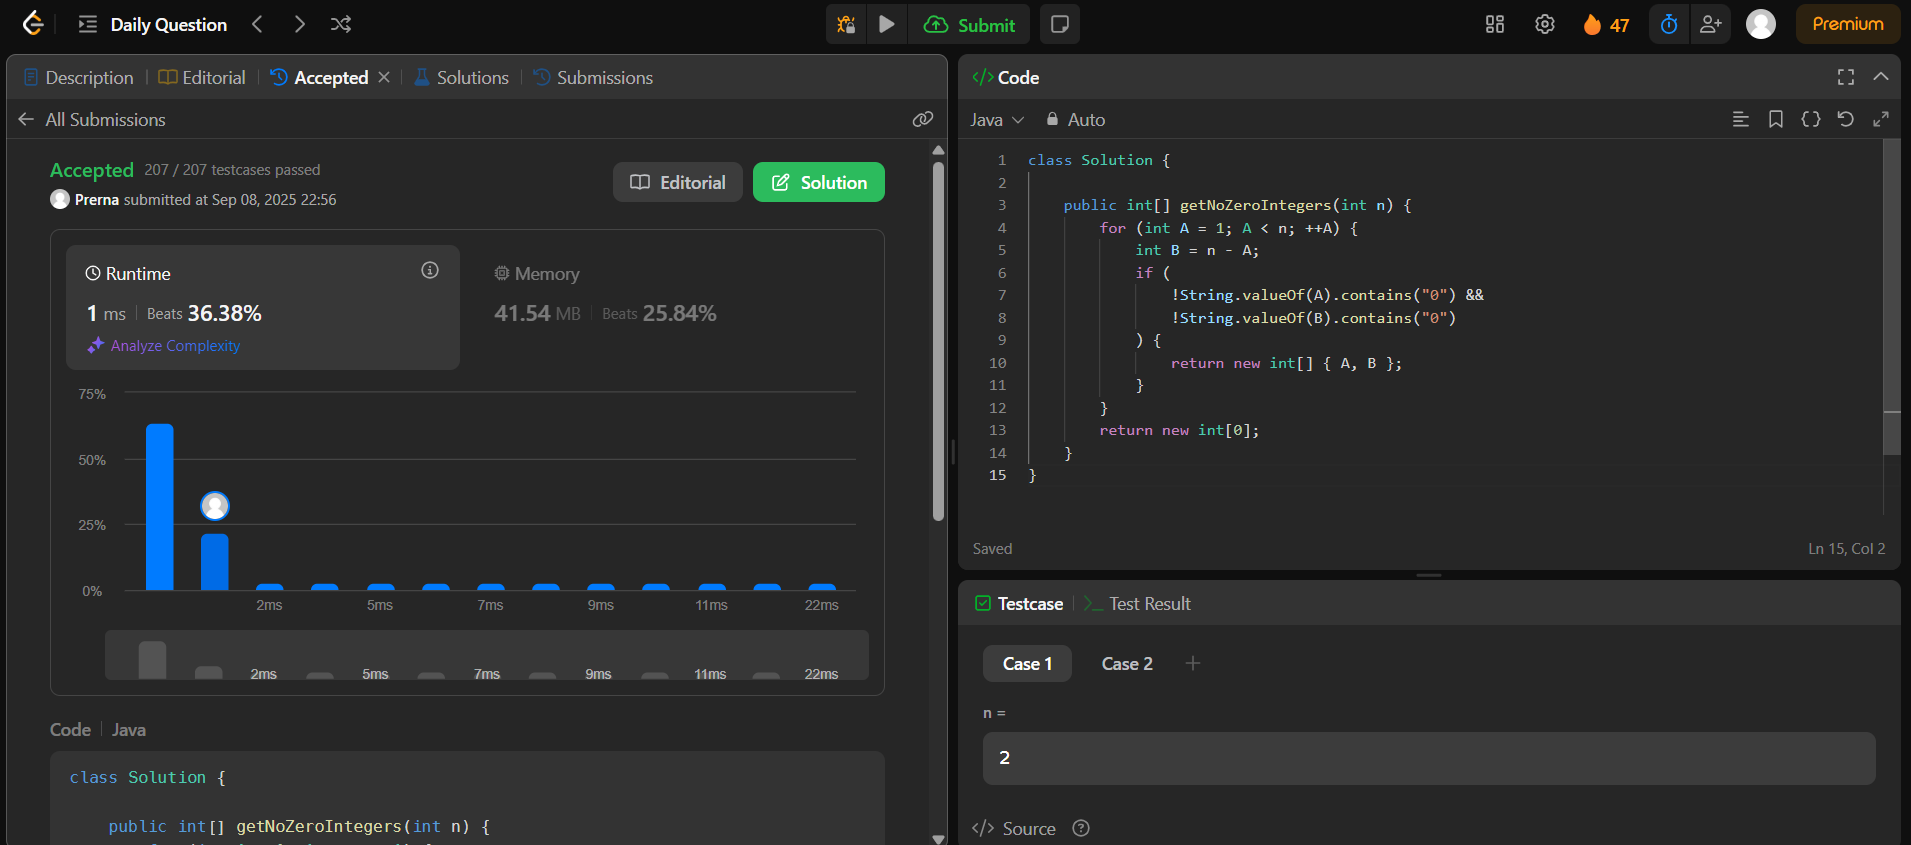 Daily Question
Submit
47
Premium
Description
Editorial
Accepted
Solutions
Submissions
All Submissions
Accepted 207 / 207 testcases passed
Prerna submitted at Sep 08, 2025 22:56
Editorial
Solution
Runtime
1 ms Beats 36.38%
Analyze Complexity
Memory
41.54 MB Beats 25.84%
75%
50%
25%
0%
2ms 5ms 7ms 9ms 11ms 22ms
2ms 5ms 7ms 9ms 11ms 22ms
Code Java
class Solution {
public int[] getNoZeroIntegers(int n) {
</> Code
Java Auto
1 class Solution {
2
3 public int[] getNoZeroIntegers(int n) {
4 for (int A = 1; A < n; ++A) {
5 int B = n - A;
6 if (
7 !String.valueOf(A).contains("0") &&
8 !String.valueOf(B).contains("0")
9 ) {
10 return new int[] { A, B };
11 }
12 }
13 return new int[0];
14 }
15 }
Saved
Ln 15, Col 2
Testcase
Test Result
Case 1
Case 2
n =
2
</> Source